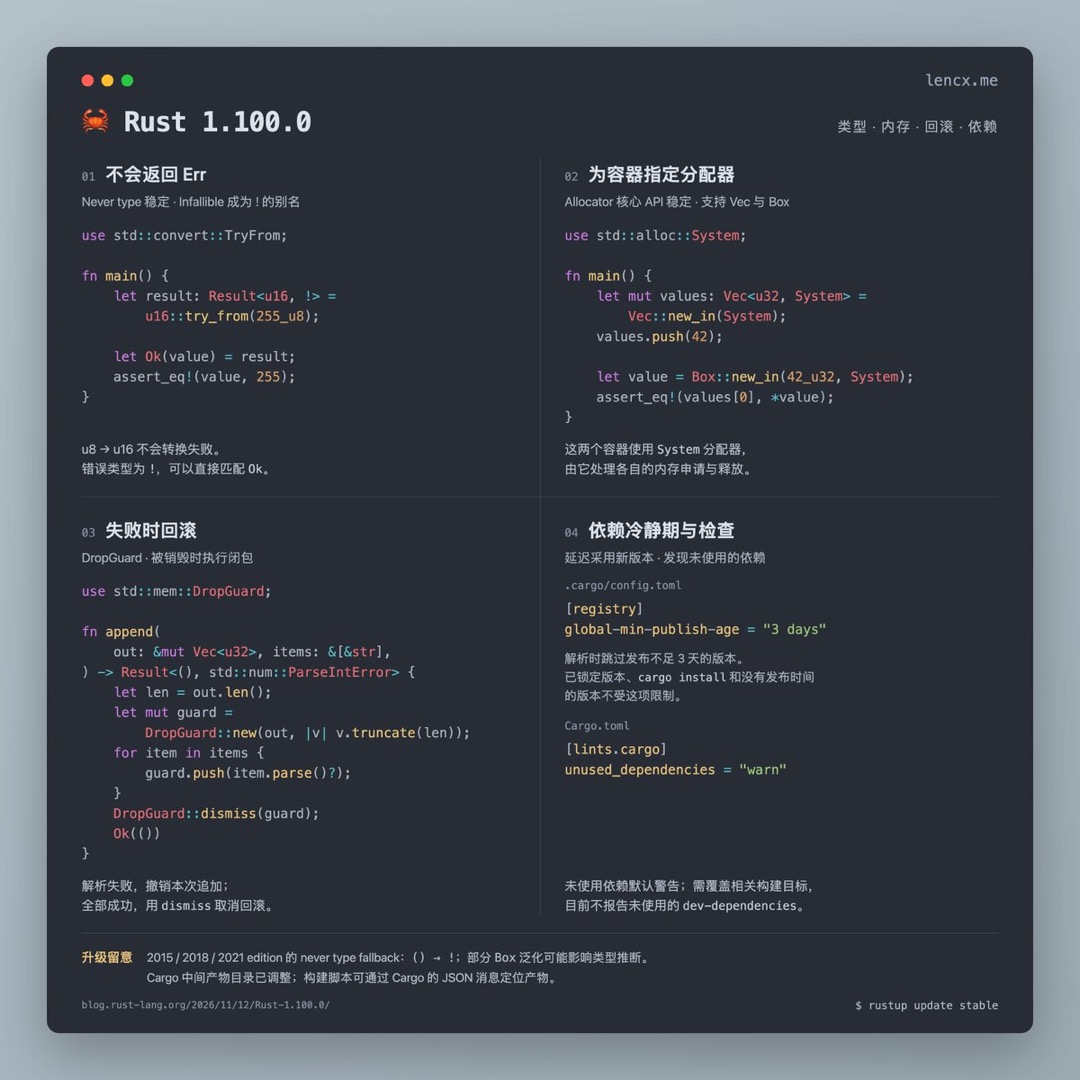 lencx.me
🦀 Rust 1.100.0
类型 · 内存 · 回滚 · 依赖
01 不会返回 Err
Never type 稳定 · Infallible 成为 ! 的别名
use std::convert::TryFrom;
fn main() {
    let result: Result<u16, !> =
        u16::try_from(255_u8);
    let Ok(value) = result;
    assert_eq!(value, 255);
}
u8 → u16 不会转换失败。
错误类型为 !，可以直接匹配 Ok。
02 为容器指定分配器
Allocator 核心 API 稳定 · 支持 Vec 与 Box
use std::alloc::System;
fn main() {
    let mut values: Vec<u32, System> =
        Vec::new_in(System);
    values.push(42);
    let value = Box::new_in(42_u32, System);
    assert_eq!(values[0], *value);
}
这两个容器使用 System 分配器，
由它处理各自的内存申请与释放。
03 失败时回滚
DropGuard · 被销毁时执行闭包
use std::mem::DropGuard;
fn append(
    out: &mut Vec<u32>, items: &[&str],
) -> Result<(), std::num::ParseIntError> {
    let len = out.len();
    let mut guard =
        DropGuard::new(out, |v| v.truncate(len));
    for item in items {
        guard.push(item.parse()?);
    }
    DropGuard::dismiss(guard);
    Ok(())
}
解析失败，撤销本次追加；
全部成功，用 dismiss 取消回滚。
04 依赖冷静期与检查
延迟采用新版本 · 发现未使用的依赖
.cargo/config.toml
[registry]
global-min-publish-age = "3 days"
解析时跳过发布不足 3 天的版本。
已锁定版本、cargo install 和没有发布时间
的版本不受这项限制。
Cargo.toml
[lints.cargo]
unused_dependencies = "warn"
未使用依赖默认警告；需覆盖相关构建目标，
目前不报告未使用的 dev-dependencies。
升级留意 2015 / 2018 / 2021 edition 的 never type fallback：() → !；部分 Box 泛化可能影响类型推断。
Cargo 中间产物目录已调整；构建脚本可通过 Cargo 的 JSON 消息定位产物。
blog.rust-lang.org/2026/11/12/Rust-1.100.0/
$ rustup update stable